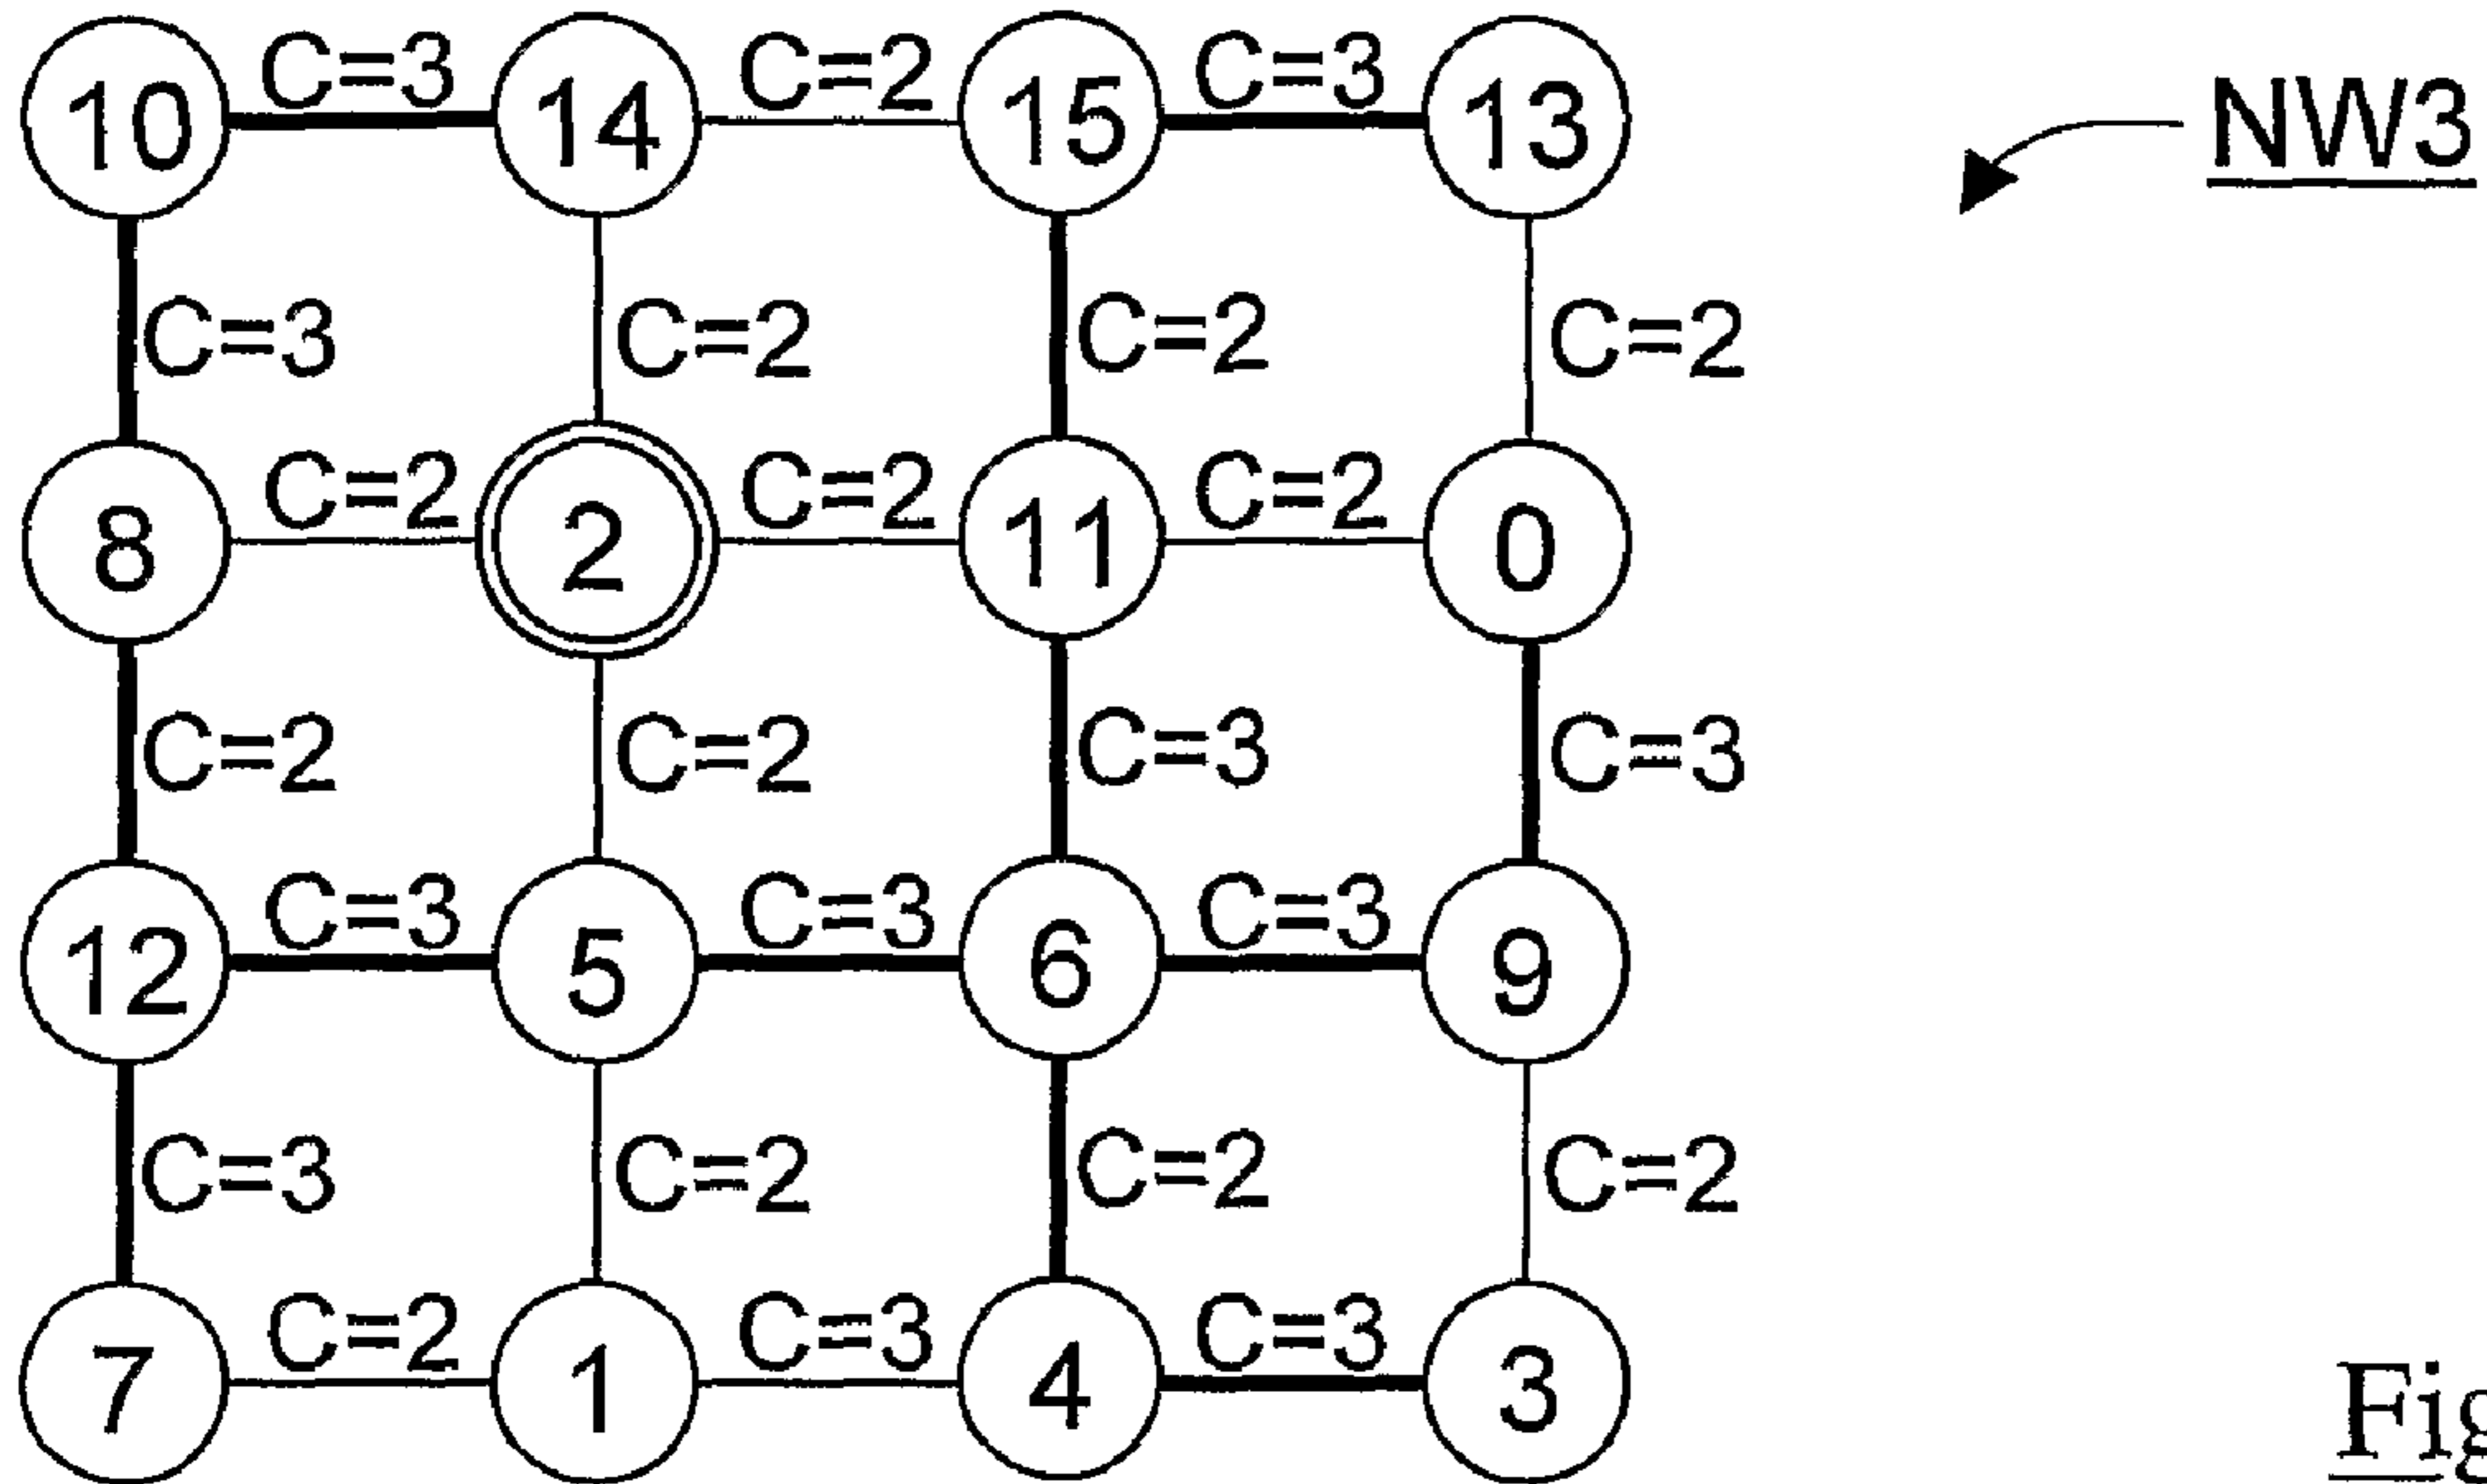 10 C=3 14 C=2 15 C=3 13 NW3
C=3 C=2 C=2 C=2
8 C=2 2 C=2 11 C=2 0
C=2 C=2 C=3 C=3
12 C=3 5 C=3 6 C=3 9
C=3 C=2 C=2 C=2
7 C=2 1 C=3 4 C=3 3
Fig